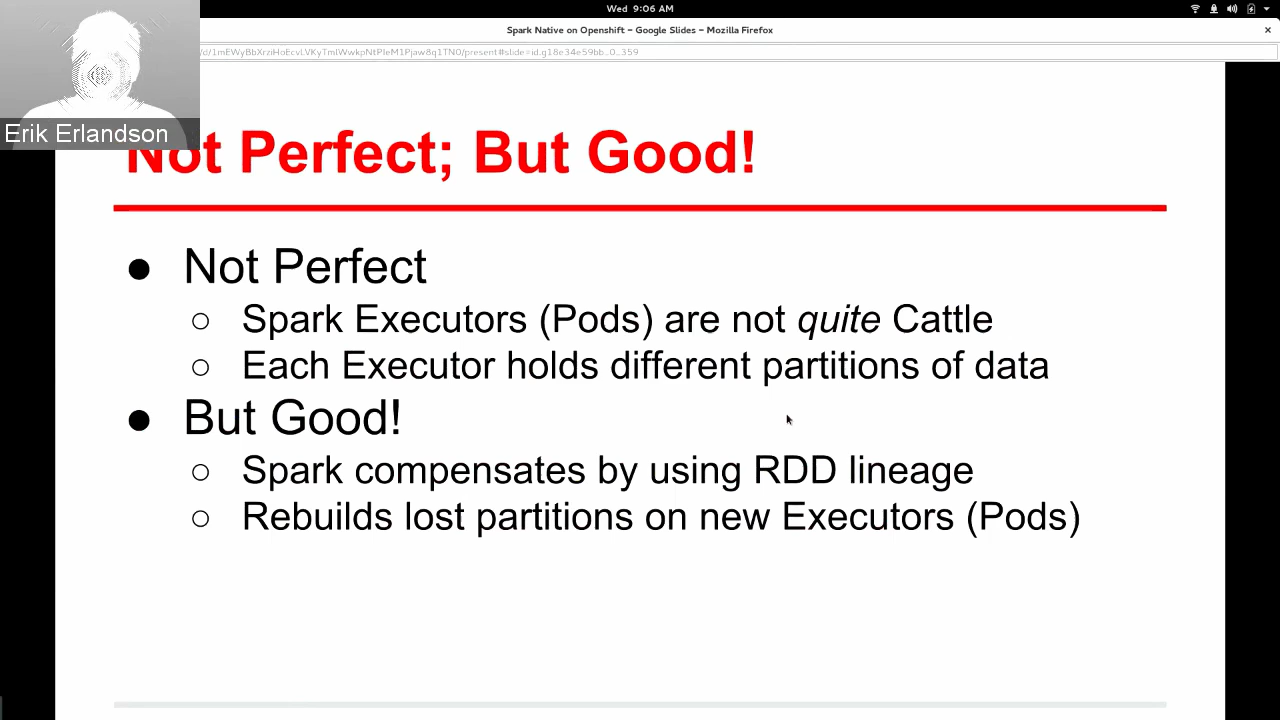 Wed 9:06 AM
Spark Native on Openshift – Google Slides – Mozilla Firefox
Erik Erlandson
Not Perfect; But Good!
● Not Perfect
○ Spark Executors (Pods) are not quite Cattle
○ Each Executor holds different partitions of data
● But Good!
○ Spark compensates by using RDD lineage
○ Rebuilds lost partitions on new Executors (Pods)